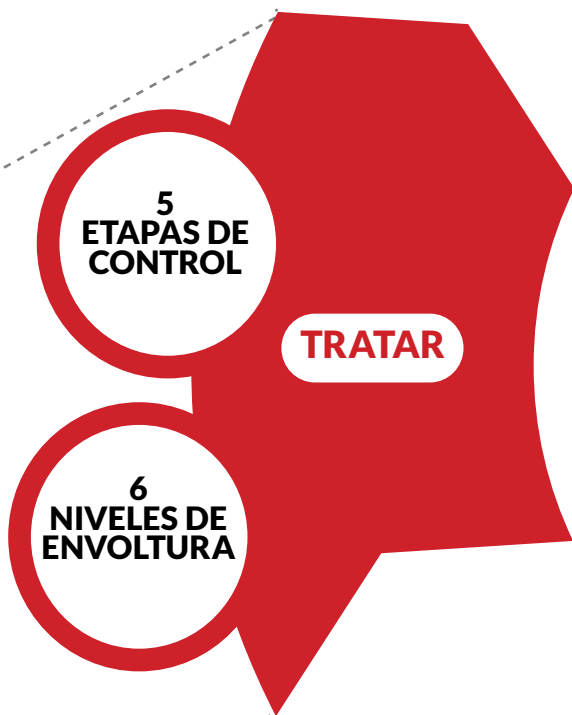 5
ETAPAS DE
CONTROL
TRATAR
6
NIVELES DE
ENVOLTURA